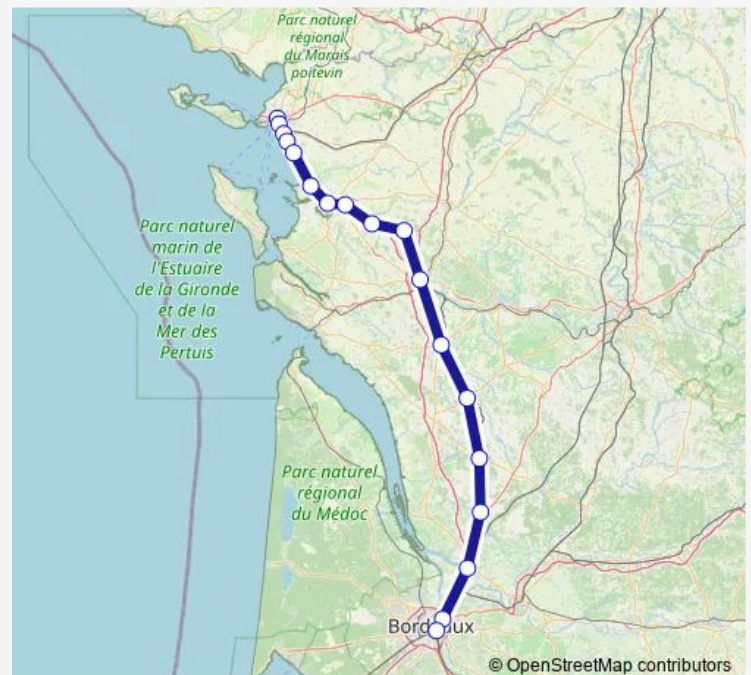 Parc naturel
régional
du Marais
poitevin
Parc naturel
marin de
l'Estuaire
de la Gironde
et de la
Mer des
Pertuis
Parc naturel
régional
du Médoc
© OpenStreetMap contributors